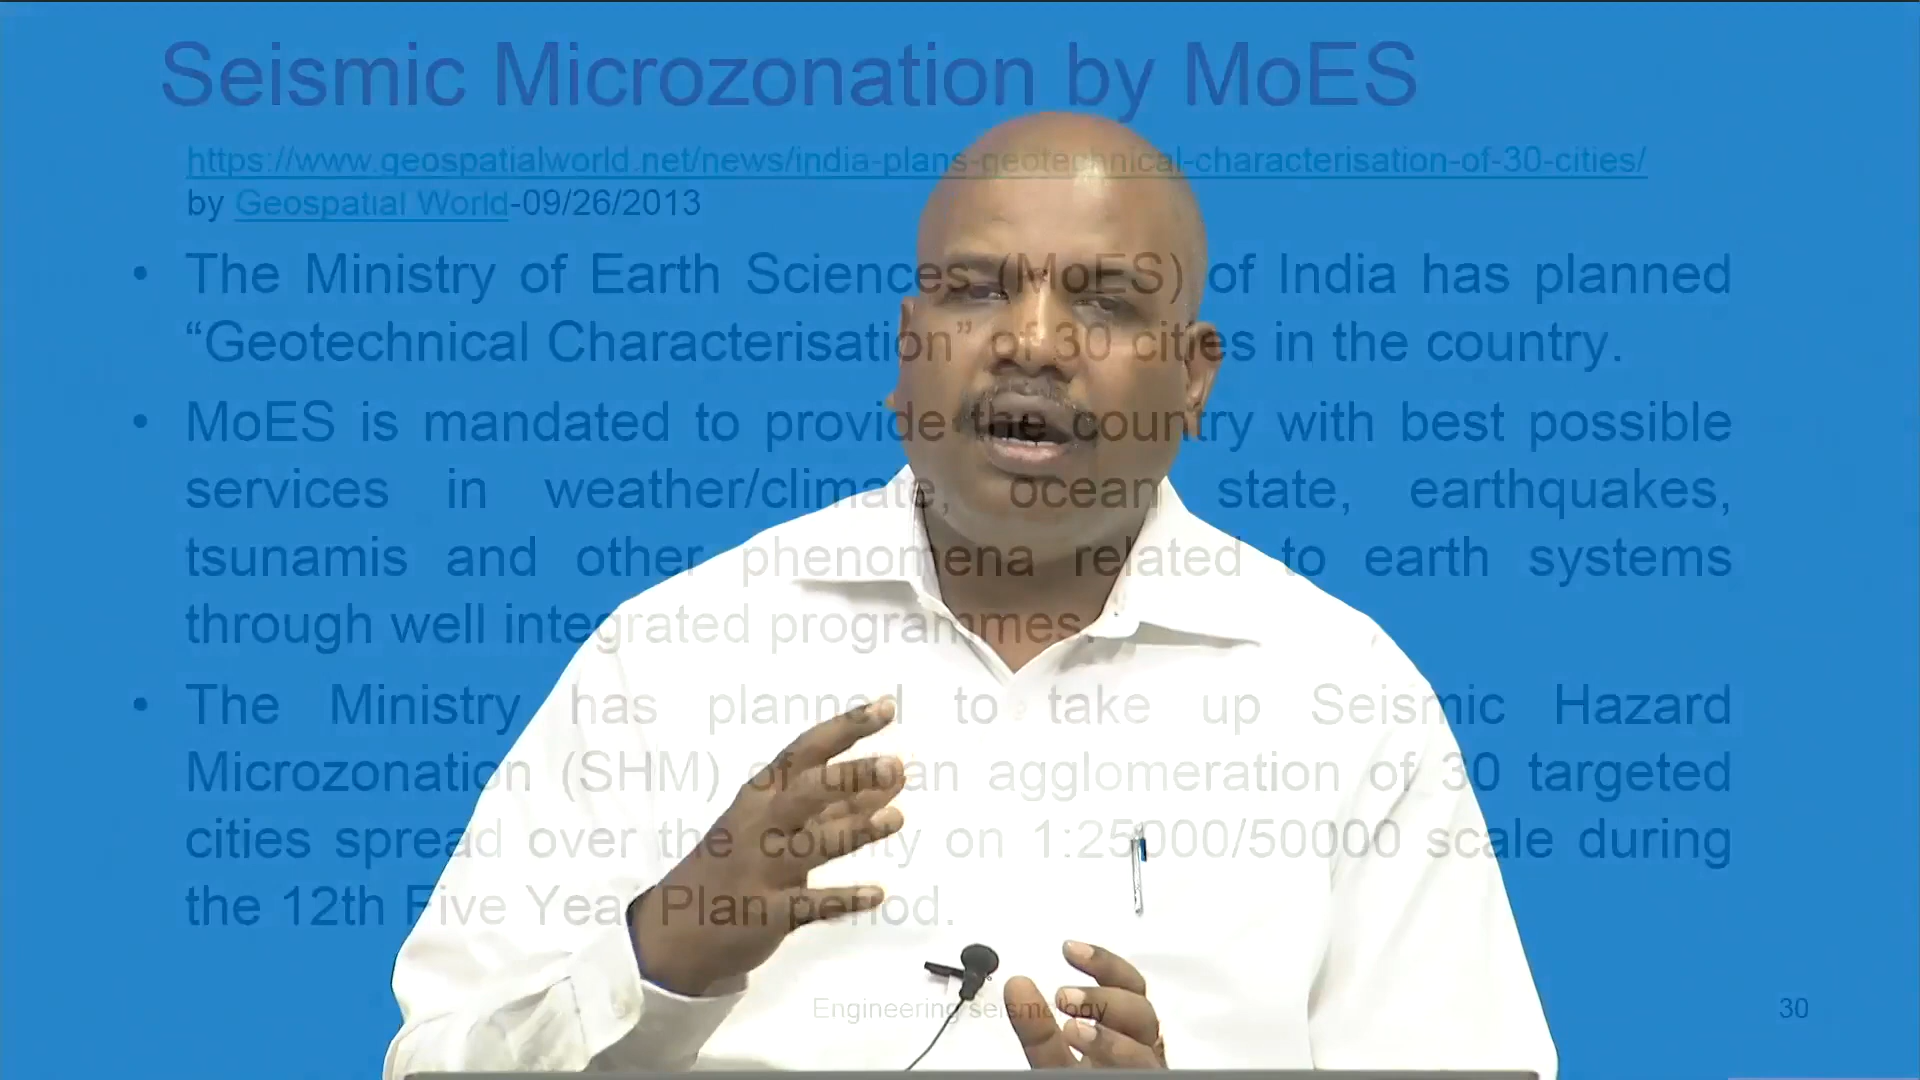 Seismic Microzonation by MoES
https://www.geospatialworld.net/news/india-plans-geotechnical-characterisation-of-30-cities/
by Geospatial World-09/26/2013
• The Ministry of Earth Sciences (MoES) of India has planned
“Geotechnical Characterisation” of 30 cities in the country.
• MoES is mandated to provide the country with best possible
services in weather/climate, ocean state, earthquakes,
tsunamis and other phenomena related to earth systems
through well integrated programmes.
• The Ministry has planned to take up Seismic Hazard
Microzonation (SHM) of urban agglomeration of 30 targeted
cities spread over the county on 1:25000/50000 scale during
the 12th Five Year Plan period.
Engineering seismology
30